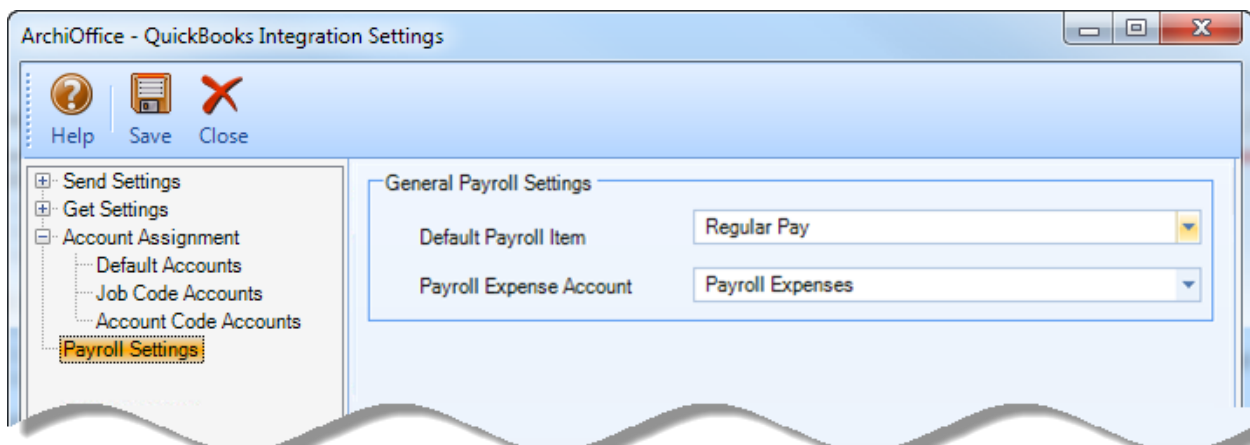 ArchiOffice - QuickBooks Integration Settings
Help Save Close
Send Settings
Get Settings
Account Assignment
Default Accounts
Job Code Accounts
Account Code Accounts
Payroll Settings
General Payroll Settings
Default Payroll Item Regular Pay
Payroll Expense Account Payroll Expenses